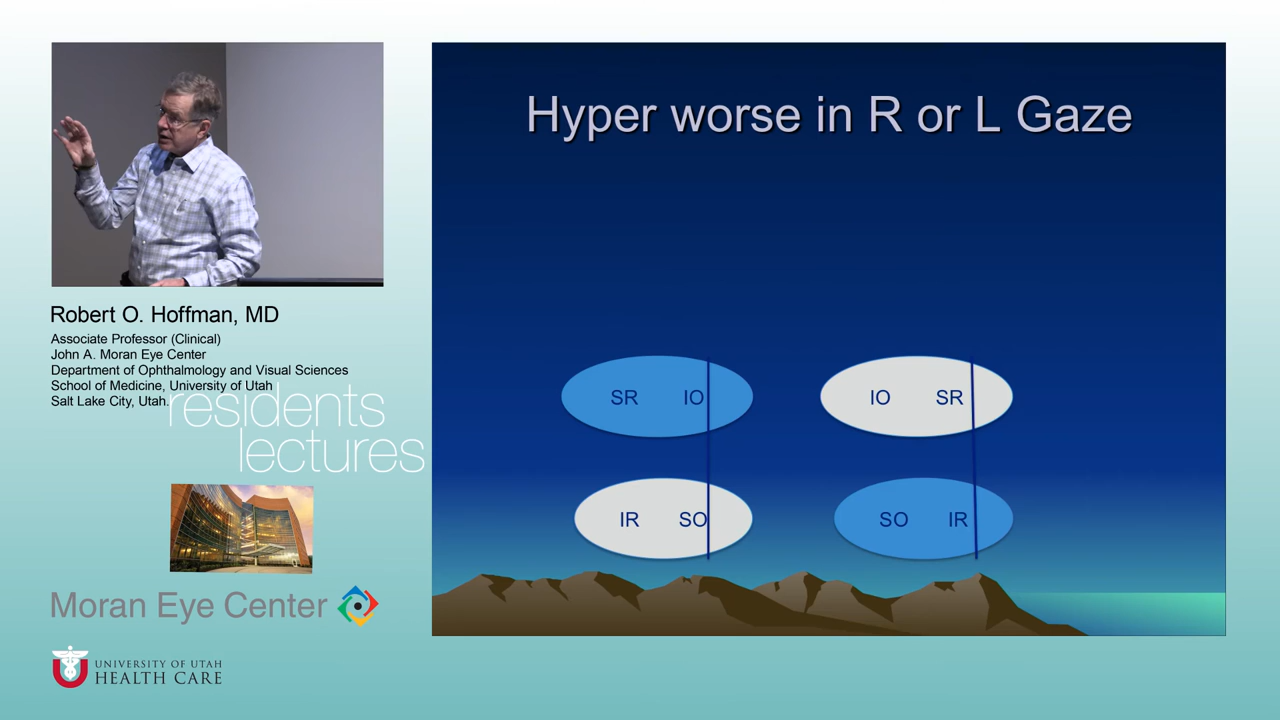 Hyper worse in R or L Gaze
SR IO
IO SR
IR SO
SO IR
Robert O. Hoffman, MD
Associate Professor (Clinical)
John A. Moran Eye Center
Department of Ophthalmology and Visual Sciences
School of Medicine, University of Utah
Salt Lake City, Utah.
residents
lectures
Moran Eye Center
UNIVERSITY OF UTAH
HEALTH CARE